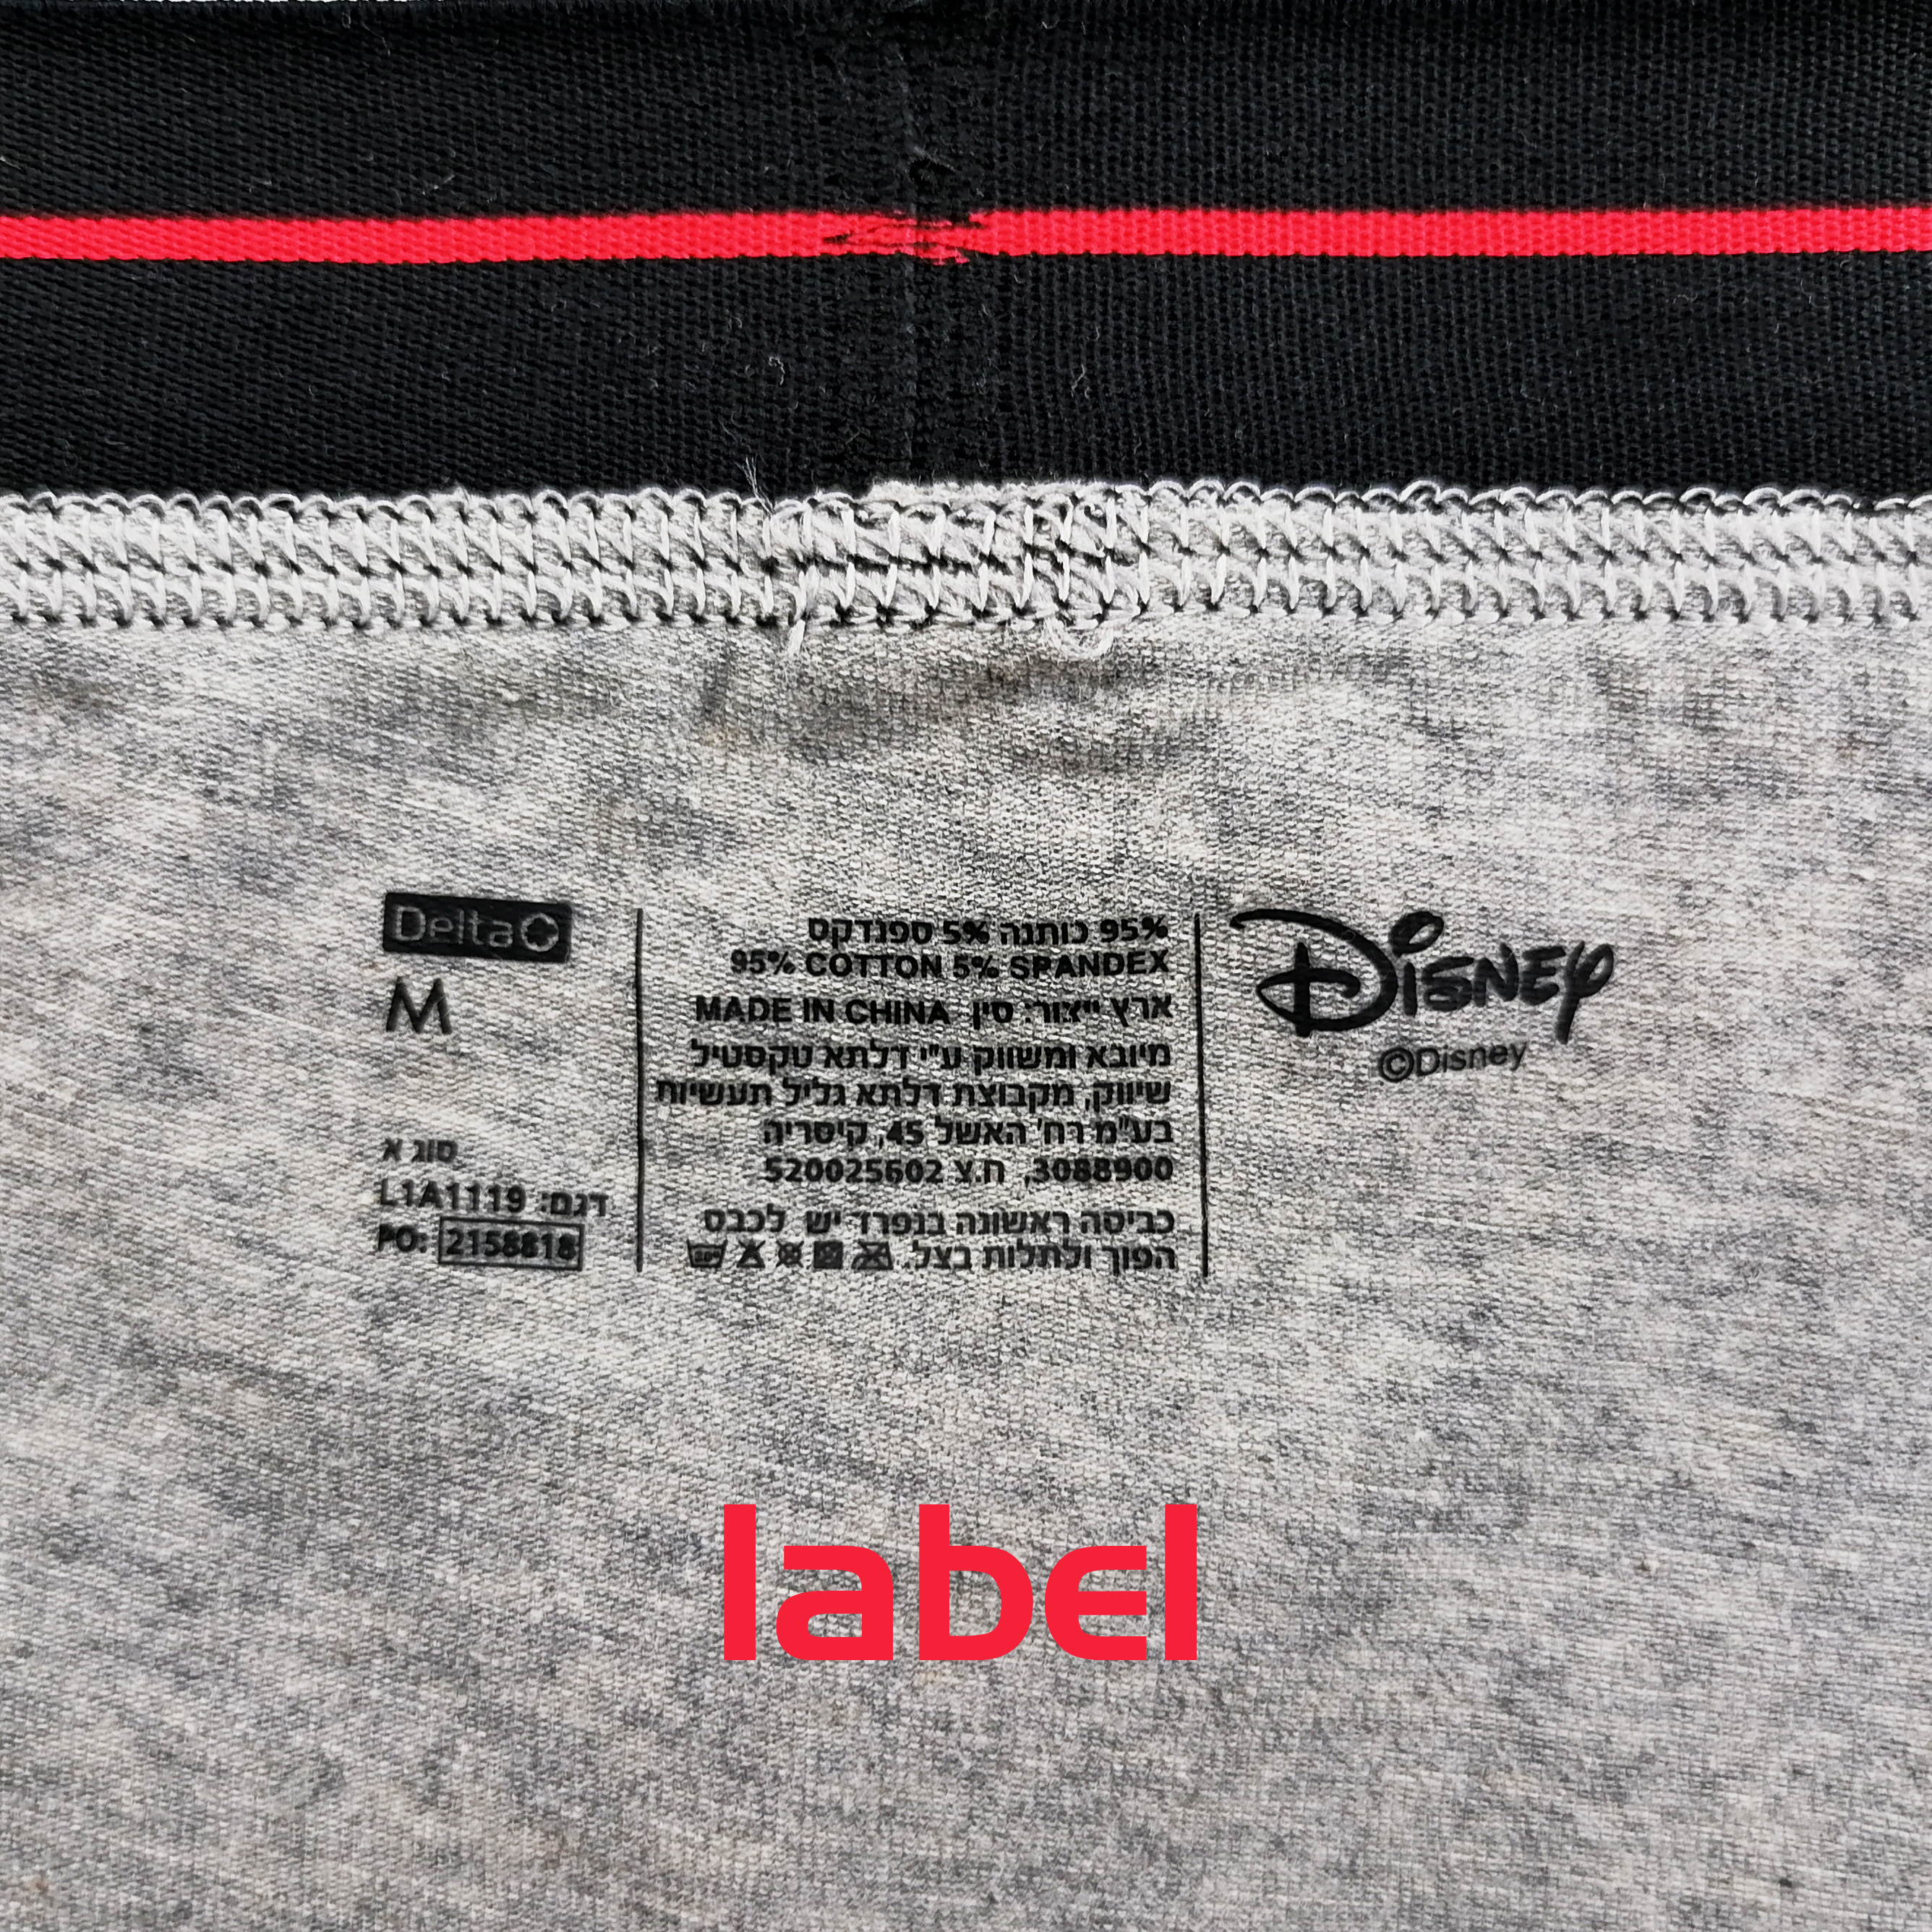 Delta
M
סוג א
דגם: L1A1119
PO: 2158818
95% כותנה 5% ספנדקס
95% COTTON 5% SPANDEX
ארץ ייצור: סין MADE IN CHINA
מיובא ומשווק ע"י דלתא טקסטיל
שיווק, מקבוצת דלתא גליל תעשיות
בע"מ רח' האשל 45, קיסריה
3088900, ח.צ 520025602
כביסה ראשונה בנפרד יש לכבס
הפוך ולתלות בצל.
Disney
©Disney
label